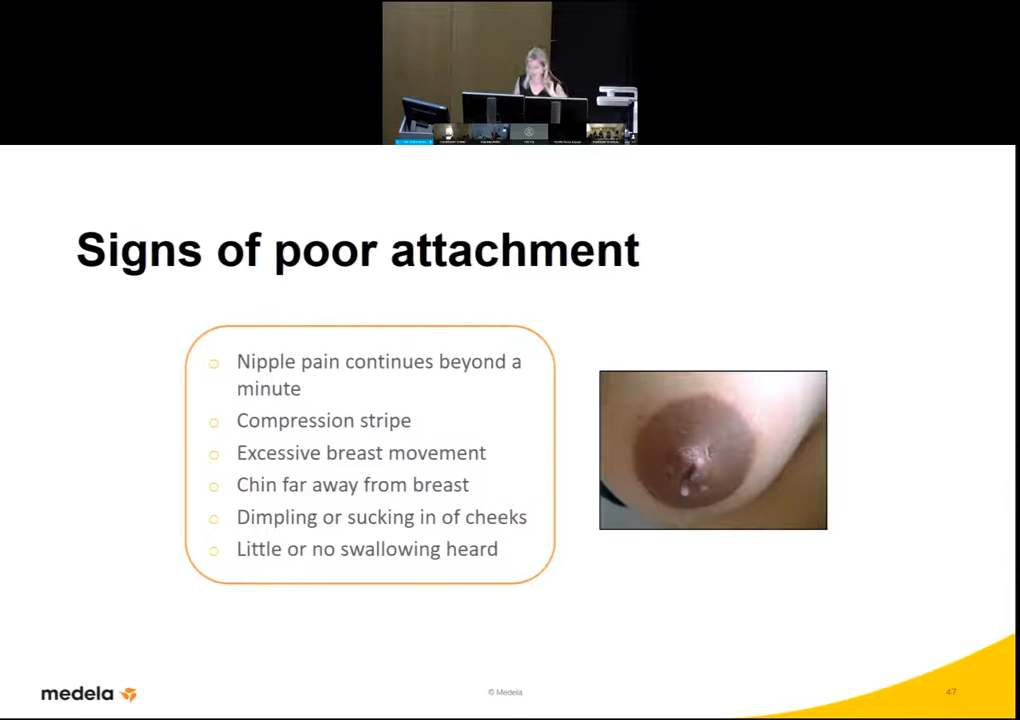 Signs of poor attachment
Nipple pain continues beyond a
minute
Compression stripe
Excessive breast movement
Chin far away from breast
Dimpling or sucking in of cheeks
Little or no swallowing heard
medela
© Medela
47